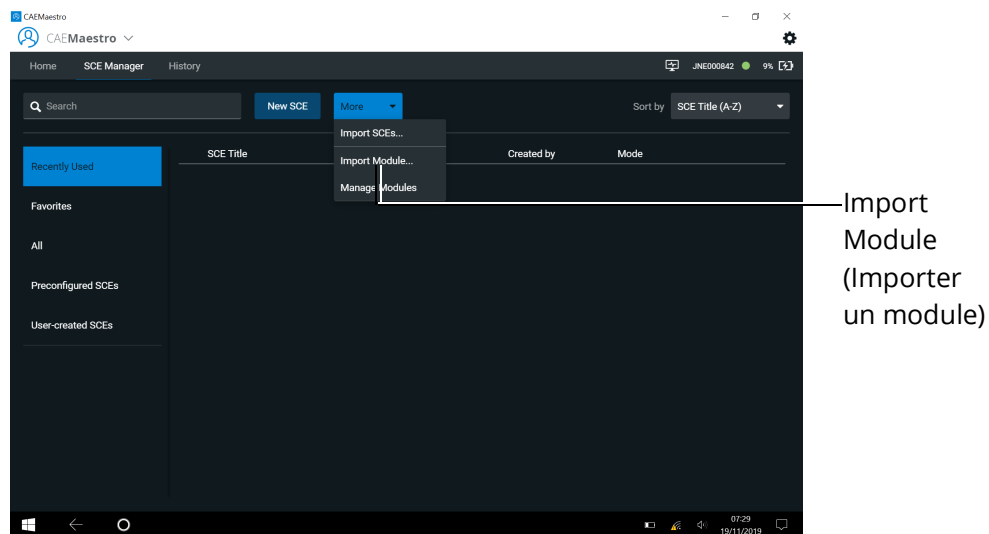 CAEMaestro
CAEMaestro
Home SCE Manager History JNE000842 9%
Search New SCE More Sort by SCE Title (A-Z)
Import SCEs...
SCE Title Created by Mode
Import Module...
Recently Used
Manage Modules
Favorites
All
Preconfigured SCEs
User-created SCEs
Import
Module
(Importer
un module)
07:29
19/11/2019